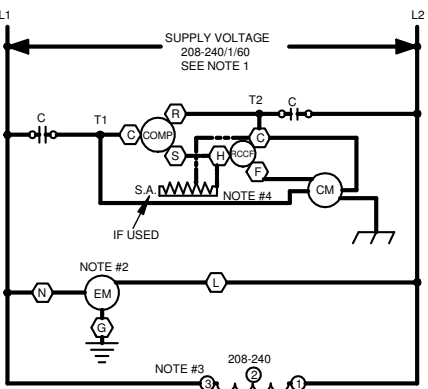 L1 L2
SUPPLY VOLTAGE
208-240/1/60
SEE NOTE 1
C T1 C COMP R T2 C
S H RCCF C
F
S.A. NOTE #4 CM
IF USED
NOTE #2
N EM L
G
NOTE #3 208-240
3 2 1